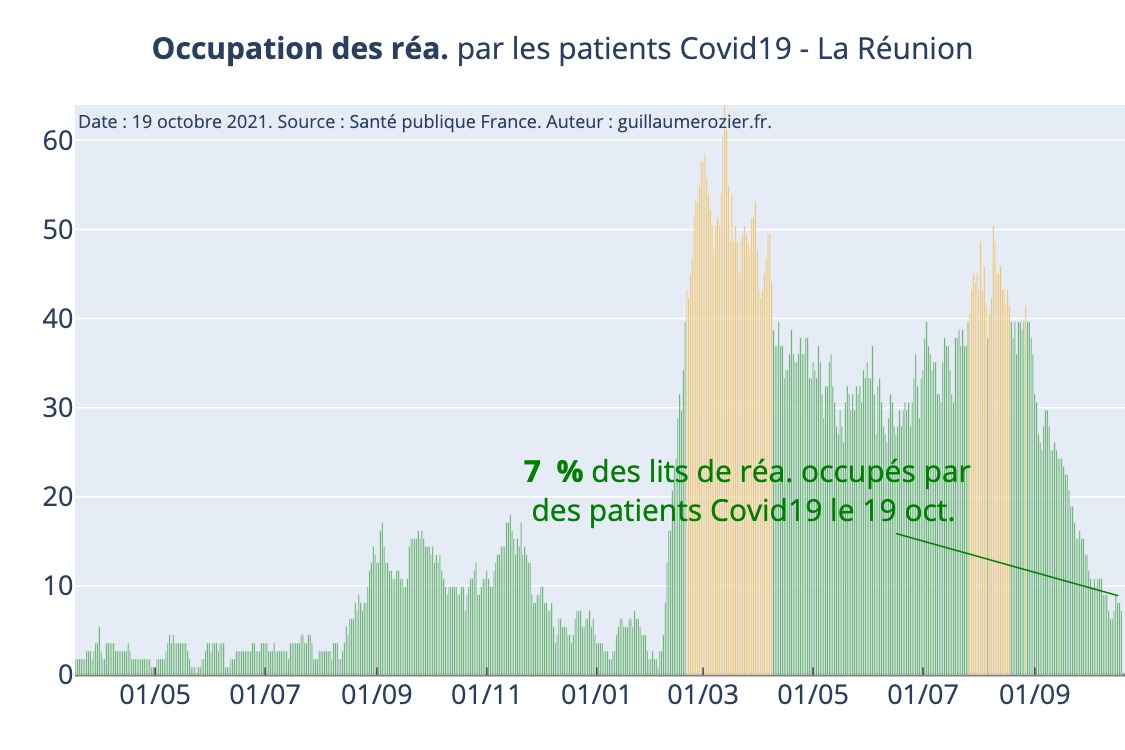 Occupation des réa. par les patients Covid19 - La Réunion
Date : 19 octobre 2021. Source : Santé publique France. Auteur : guillaumerozier.fr.
60
50
40
30
20
10
0
7 % des lits de réa. occupés par
des patients Covid19 le 19 oct.
01/05 01/07 01/09 01/11 01/01 01/03 01/05 01/07 01/09